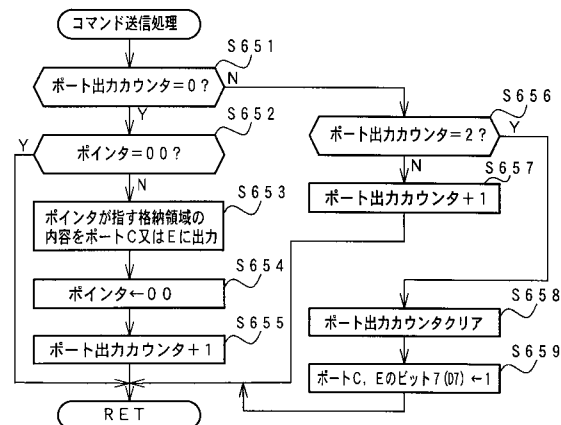 コマンド送信処理
S651
ポート出力カウンタ=0?
N
Y
S652
Y
ポインタ=00?
N
S653
ポインタが指す格納領域の
内容をポートC又はEに出力
S654
ポインタ←00
S655
ポート出力カウンタ+1
RET
S656
ポート出力カウンタ=2?
Y
N
S657
ポート出力カウンタ+1
S658
ポート出力カウンタクリア
S659
ポートC,Eのビット7(D7)←1